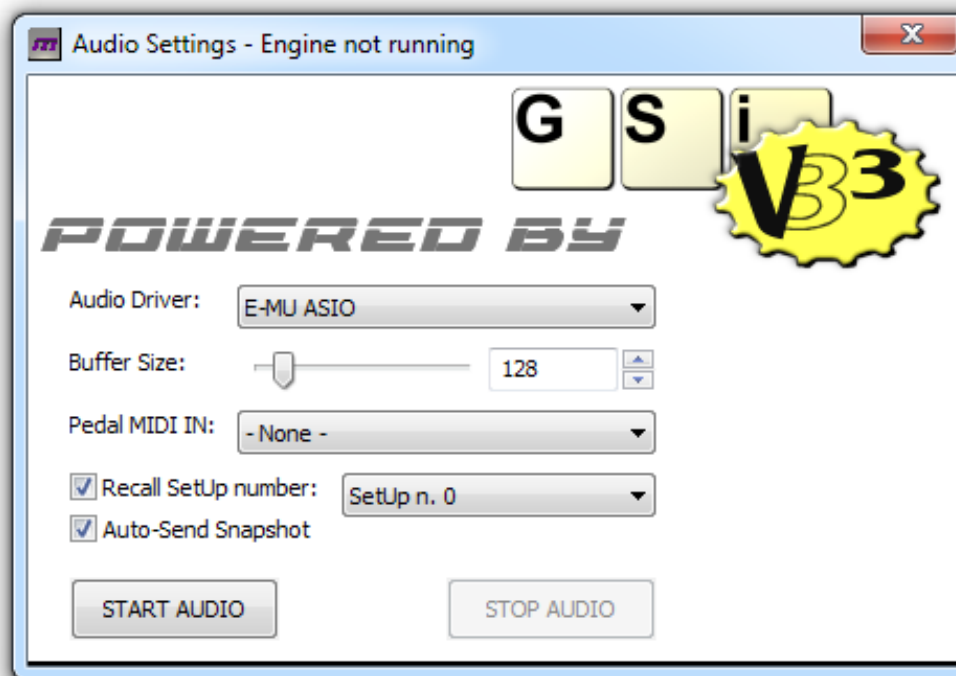 Audio Settings - Engine not running
G S i
VB3
POWERED BY
Audio Driver: E-MU ASIO
Buffer Size: 128
Pedal MIDI IN: - None -
Recall SetUp number: SetUp n. 0
Auto-Send Snapshot
START AUDIO STOP AUDIO